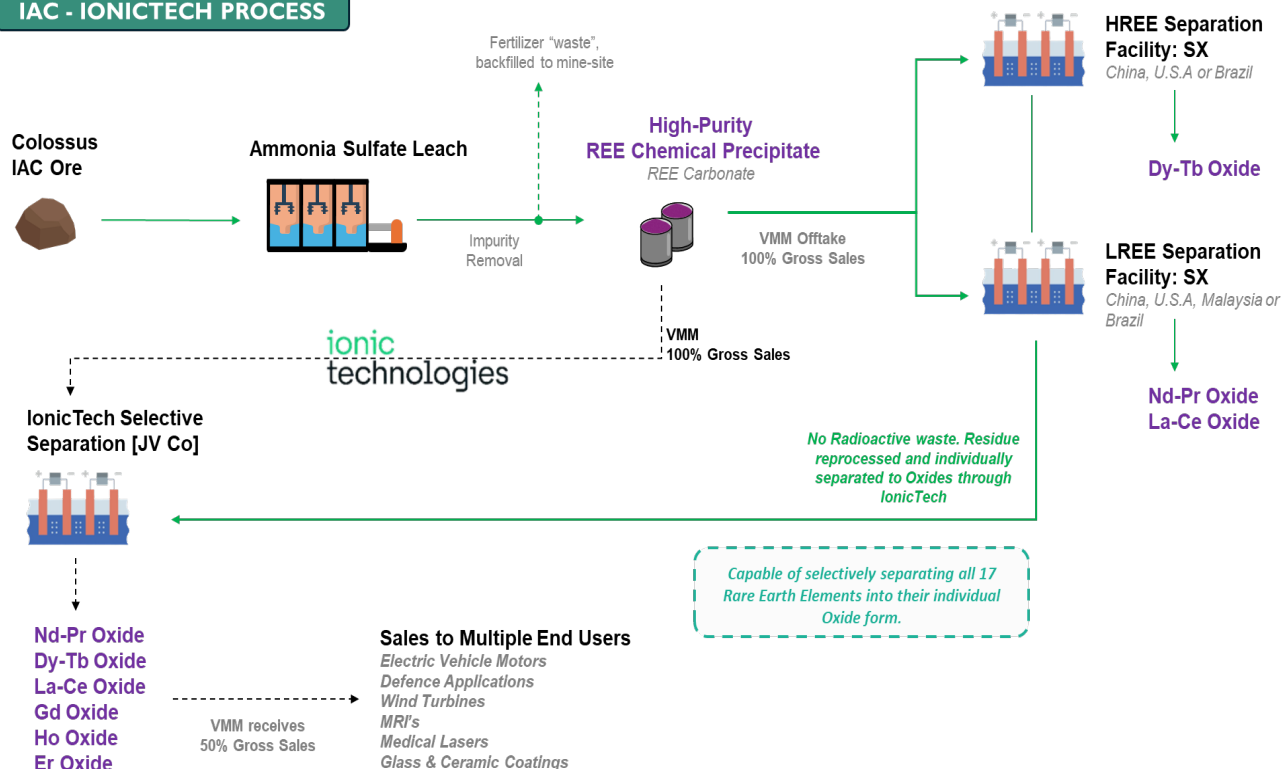 IAC - IONICTECH PROCESS
Fertilizer “waste”,
backfilled to mine-site
HREE Separation
Facility: SX
China, U.S.A or Brazil
Colossus
IAC Ore
Ammonia Sulfate Leach
High-Purity
REE Chemical Precipitate
REE Carbonate
Dy-Tb Oxide
Impurity
Removal
VMM Offtake
100% Gross Sales
LREE Separation
Facility: SX
China, U.S.A, Malaysia or
Brazil
VMM
100% Gross Sales
ionic
technologies
Nd-Pr Oxide
La-Ce Oxide
IonicTech Selective
Separation [JV Co]
No Radioactive waste. Residue
reprocessed and individually
separated to Oxides through
IonicTech
Capable of selectively separating all 17
Rare Earth Elements into their individual
Oxide form.
Nd-Pr Oxide
Dy-Tb Oxide
La-Ce Oxide
Gd Oxide
Ho Oxide
Er Oxide
VMM receives
50% Gross Sales
Sales to Multiple End Users
Electric Vehicle Motors
Defence Applications
Wind Turbines
MRI's
Medical Lasers
Glass & Ceramic Coatings